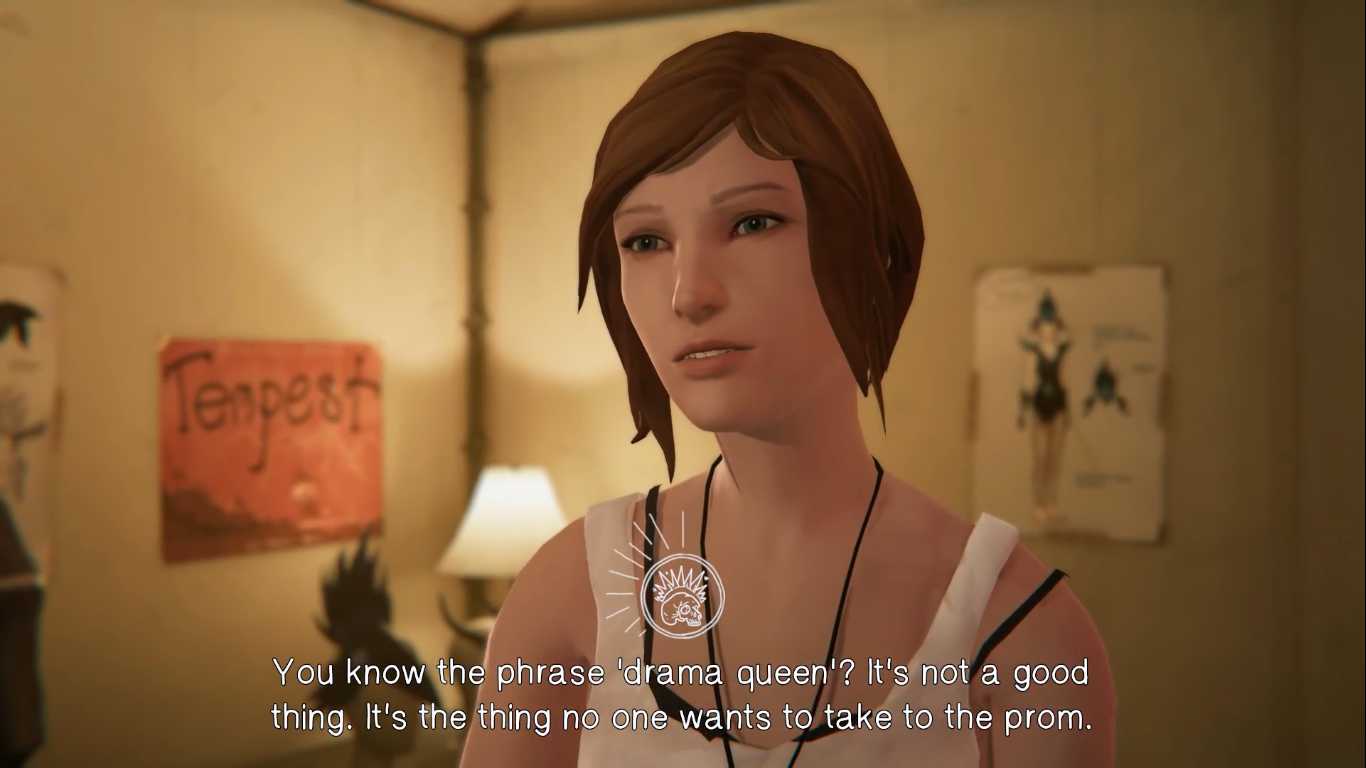 Tempest
You know the phrase 'drama queen'? It's not a good
thing. It's the thing no one wants to take to the prom.